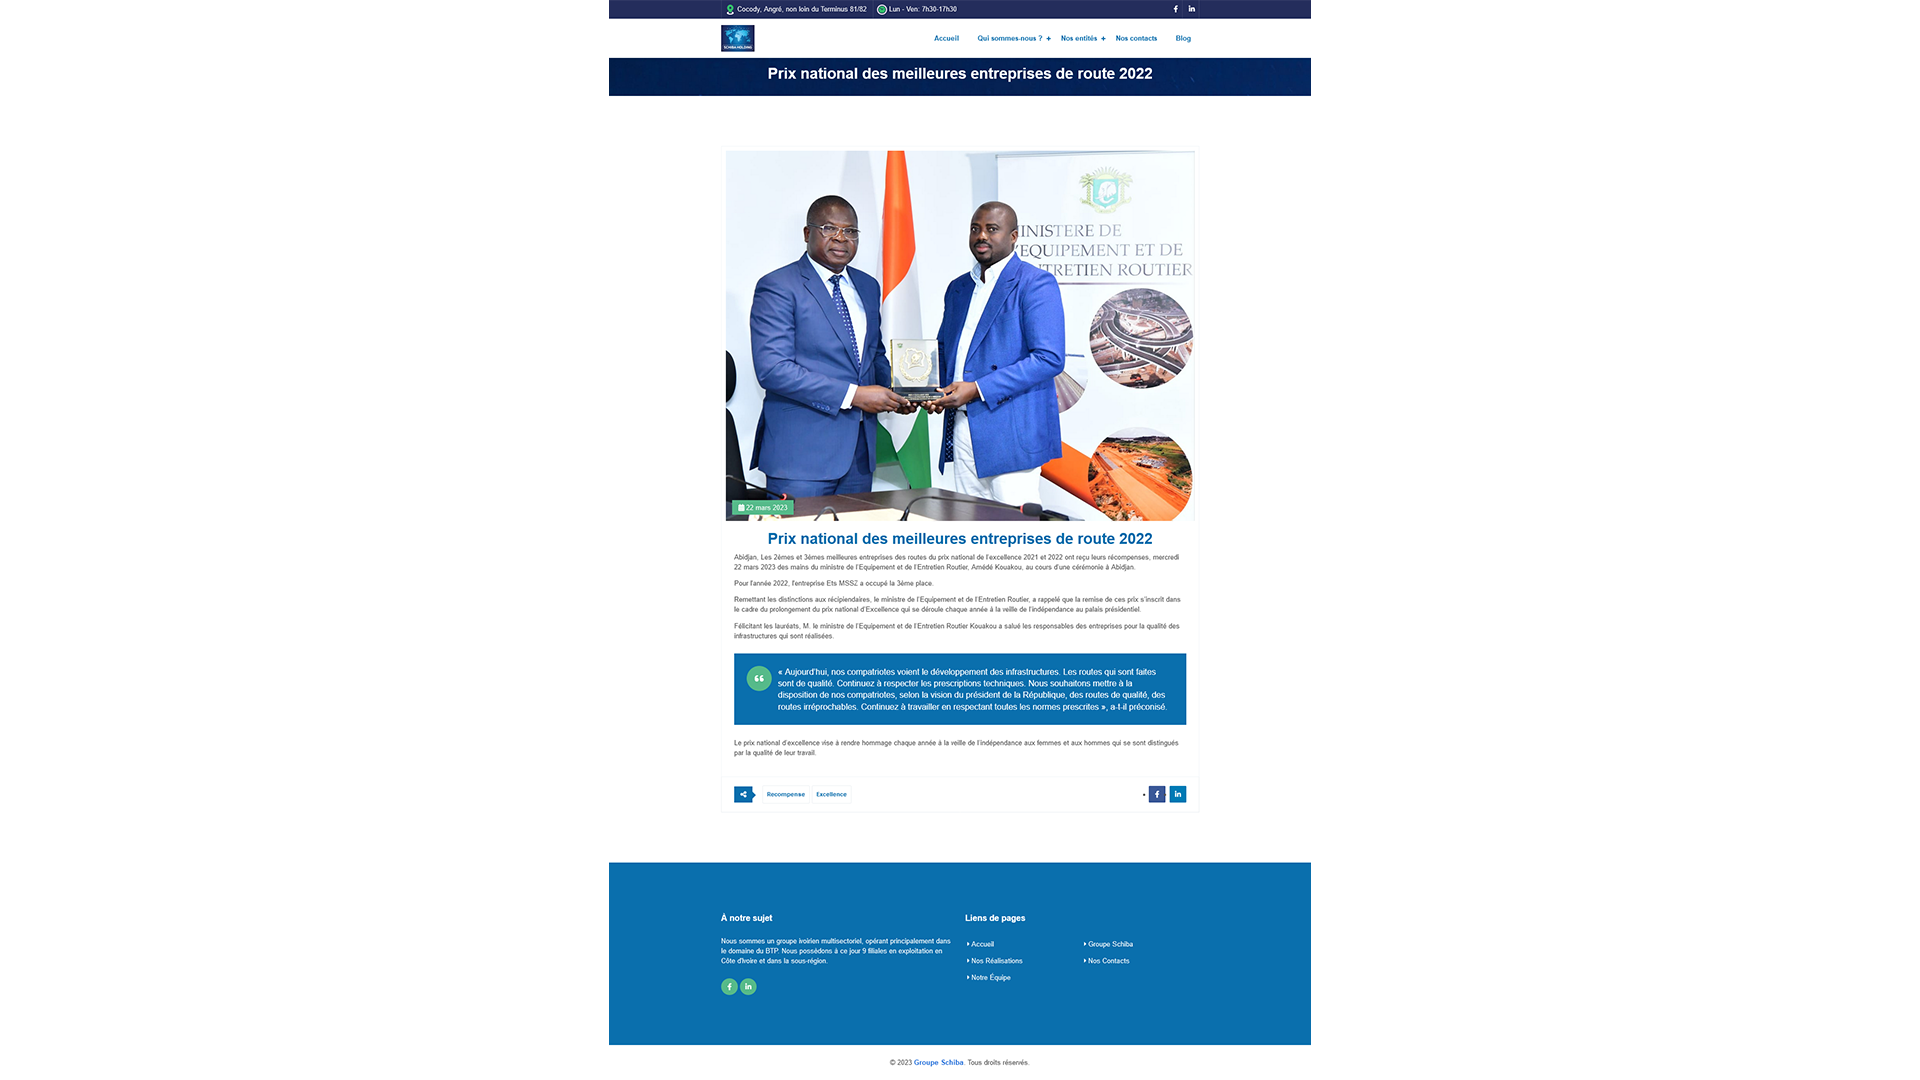 Cocody, Angré, non loin du Terminus 81/82
Lun - Ven: 7h30-17h30
SCHIBA HOLDING
Accueil
Qui sommes-nous ? +
Nos entités +
Nos contacts
Blog
Prix national des meilleures entreprises de route 2022
INISTERE DE
'EQUIPEMENT ET DE
NTRETIEN ROUTIER
22 mars 2023
Prix national des meilleures entreprises de route 2022
Abidjan, Les 2èmes et 3èmes meilleures entreprises des routes du prix national de l'excellence 2021 et 2022 ont reçu leurs récompenses, mercredi
22 mars 2023 des mains du ministre de l'Equipement et de l'Entretien Routier, Amédé Kouakou, au cours d'une cérémonie à Abidjan.
Pour l'année 2022, l'entreprise Ets MSSZ a occupé la 3ème place.
Remettant les distinctions aux récipiendaires, le ministre de l'Equipement et de l'Entretien Routier, a rappelé que la remise de ces prix s'inscrit dans
le cadre du prolongement du prix national d'Excellence qui se déroule chaque année à la veille de l'indépendance au palais présidentiel.
Félicitant les lauréats, M. le ministre de l'Equipement et de l'Entretien Routier Kouakou a salué les responsables des entreprises pour la qualité des
infrastructures qui sont réalisées.
« Aujourd'hui, nos compatriotes voient le développement des infrastructures. Les routes qui sont faites
sont de qualité. Continuez à respecter les prescriptions techniques. Nous souhaitons mettre à la
disposition de nos compatriotes, selon la vision du président de la République, des routes de qualité, des
routes irréprochables. Continuez à travailler en respectant toutes les normes prescrites », a-t-il préconisé.
Le prix national d'excellence vise à rendre hommage chaque année à la veille de l'indépendance aux femmes et aux hommes qui se sont distingués
par la qualité de leur travail.
Recompense
Excellence
À notre sujet
Nous sommes un groupe ivoirien multisectoriel, opérant principalement dans
le domaine du BTP. Nous possédons à ce jour 9 filiales en exploitation en
Côte d'Ivoire et dans la sous-région.
Liens de pages
Accueil
Nos Réalisations
Notre Équipe
Groupe Schiba
Nos Contacts
© 2023 Groupe Schiba. Tous droits réservés.